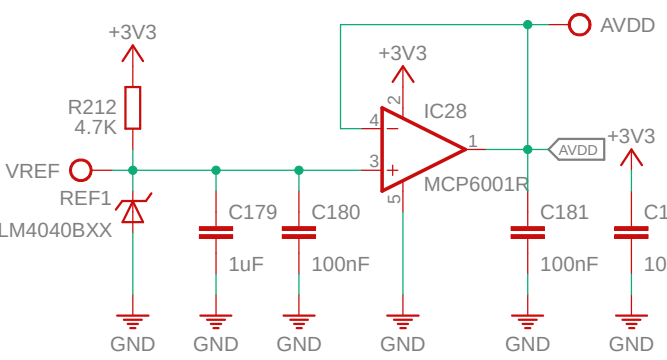 +3V3
AVDD
+3V3
R212
4.7K
2
IC28
4
1
AVDD
+3V3
VREF
3
MCP6001R
REF1
LM4040BXX
5
C179
C180
C181
1uF
100nF
100nF
GND
GND
GND
GND
GND
GND